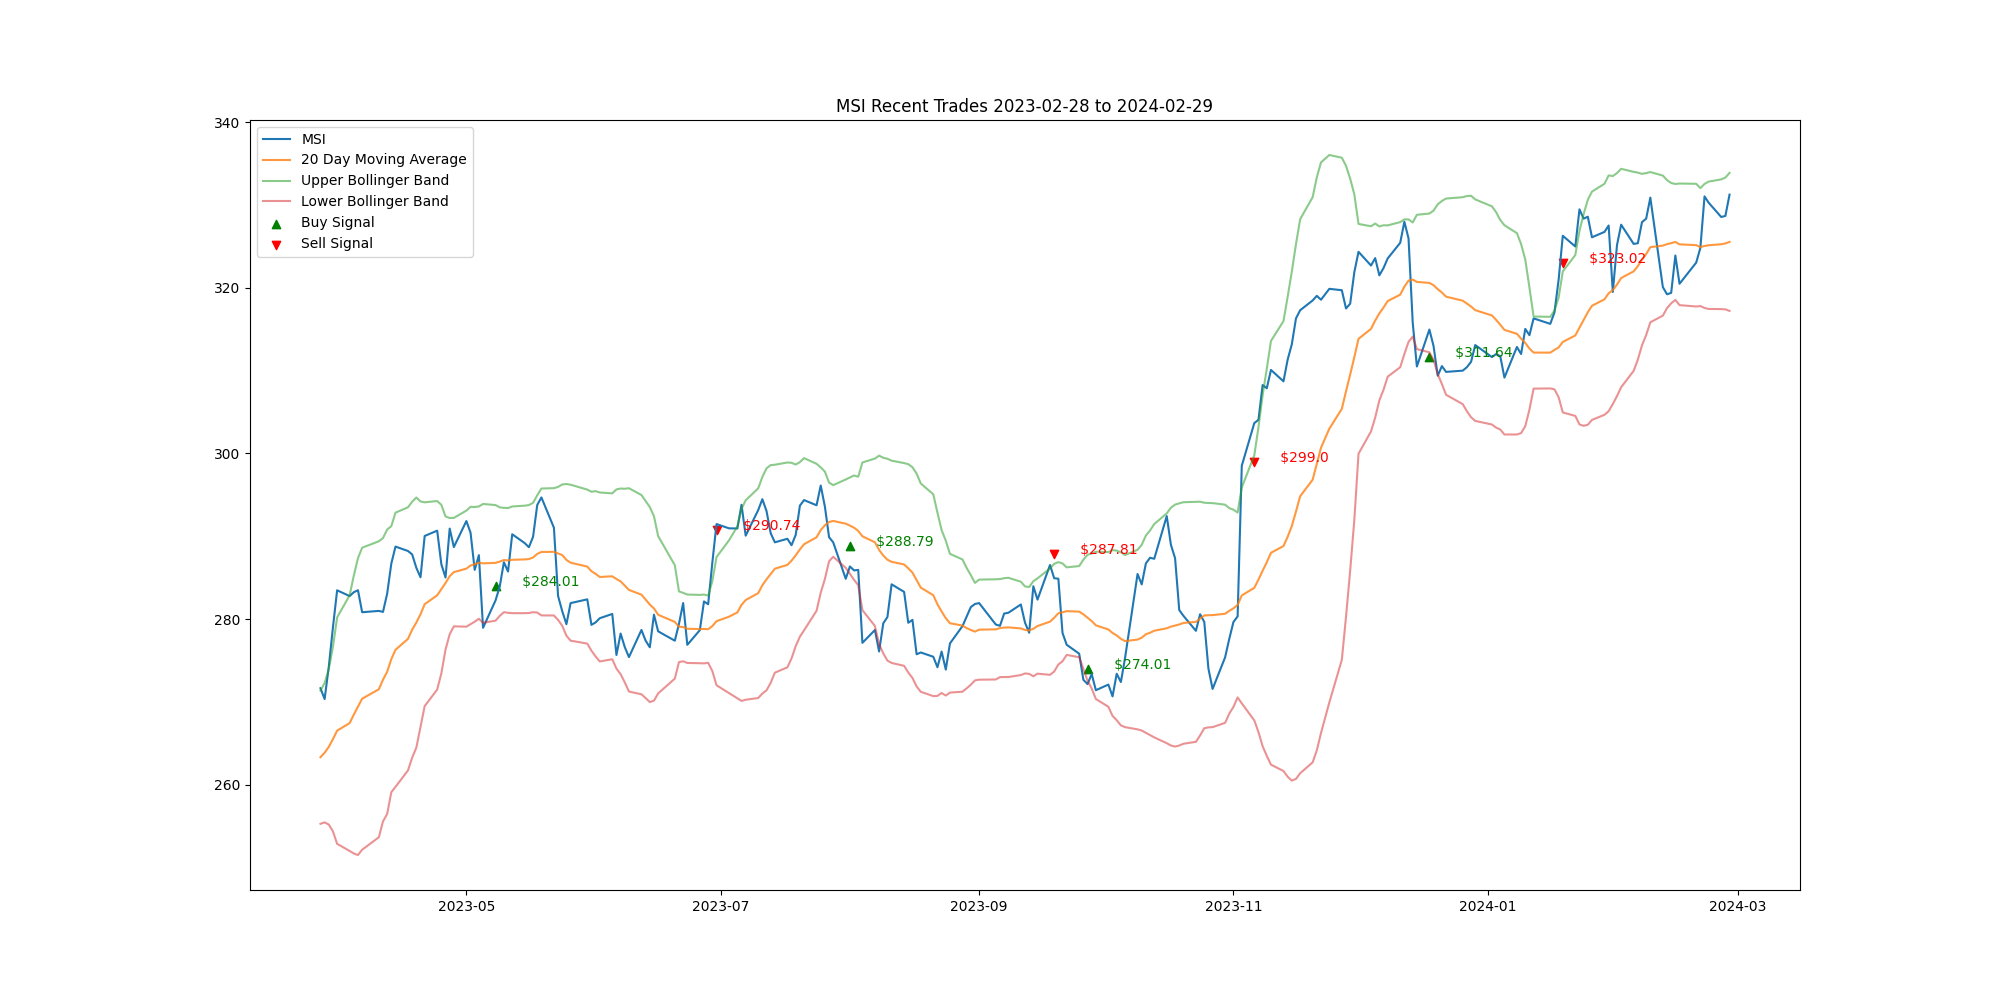 MSI Recent Trades 2023-02-28 to 2024-02-29
340
320
300
280
260
MSI
20 Day Moving Average
Upper Bollinger Band
Lower Bollinger Band
Buy Signal
Sell Signal
$284.01
$290.74
$288.79
$287.81
$274.01
$299.0
$311.64
$323.02
2023-05
2023-07
2023-09
2023-11
2024-01
2024-03